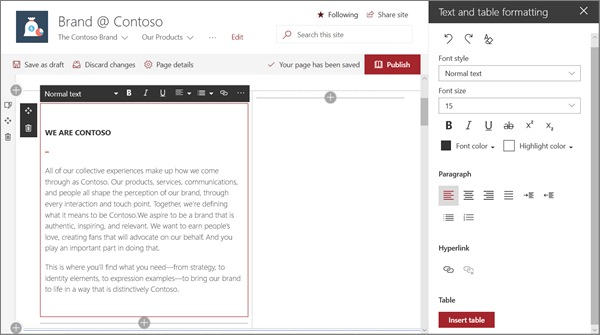 Brand @ Contoso
The Contoso Brand
Our Products
...
Edit
Following
Share site
Search this site
Save as draft
Discard changes
Page details
Your page has been saved
Publish
Normal text
B I U
...
WE ARE CONTOSO
–
All of our collective experiences make up how we come
through as Contoso. Our products, services, communications,
and people all shape the perception of our brand, through
every interaction and touch point. Together, we're defining
what it means to be Contoso.We aspire to be a brand that is
authentic, inspiring, and relevant. We want to earn people's
love, creating fans that will advocate on our behalf. And you
play an important part in doing that.
This is where you'll find what you need—from strategy, to
identity elements, to expression examples—to bring our brand
to life in a way that is distinctively Contoso.
Text and table formatting
Font style
Normal text
Font size
15
B I U ab x² x₂
Font color
Highlight color
Paragraph
Hyperlink
Table
Insert table